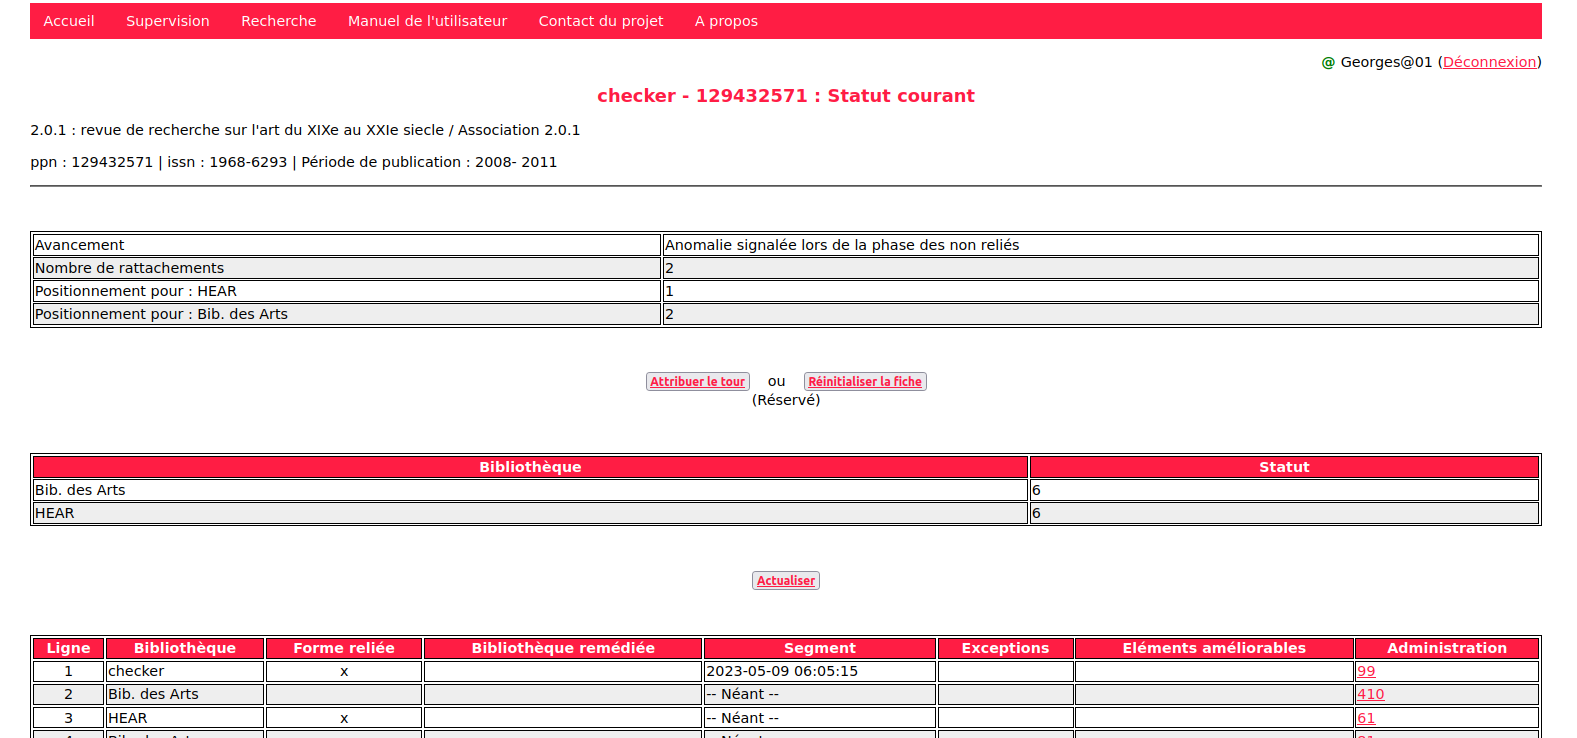 Accueil Supervision Recherche Manuel de l'utilisateur Contact du projet A propos
@ Georges@01 (Déconnexion)
checker - 129432571 : Statut courant
2.0.1 : revue de recherche sur l'art du XIXe au XXIe siecle / Association 2.0.1
ppn : 129432571 | issn : 1968-6293 | Période de publication : 2008- 2011
Avancement Anomalie signalée lors de la phase des non reliés
Nombre de rattachements 2
Positionnement pour : HEAR 1
Positionnement pour : Bib. des Arts 2
Attribuer le tour ou Réinitialiser la fiche
(Réservé)
Bibliothèque Statut
Bib. des Arts 6
HEAR 6
Actualiser
Ligne Bibliothèque Forme reliée Bibliothèque remédiée Segment Exceptions Eléments améliorables Administration
1 checker x 2023-05-09 06:05:15 99
2 Bib. des Arts -- Néant -- 410
3 HEAR x -- Néant -- 61